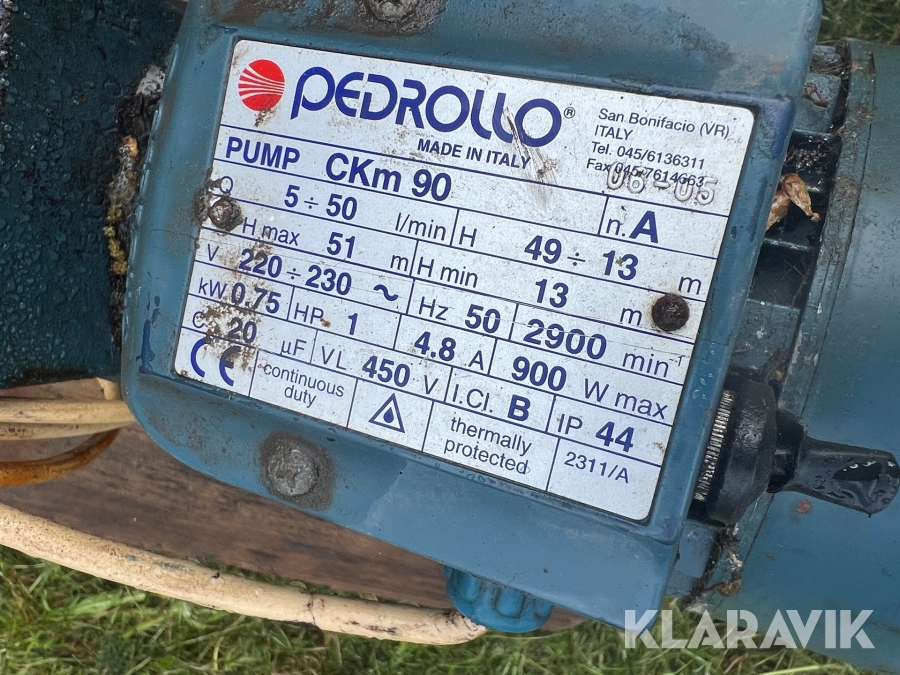 PEDROLLO®
MADE IN ITALY
San Bonifacio (VR)
ITALY
Tel. 045/6136311
Fax 045/7614663
06-05
PUMP CKm 90 n. A
Q 5 ÷ 50 l/min H 49 ÷ 13 m
H max 51 m H min 13 m
V 220 ÷ 230 ~ Hz 50 2900 min-1
kW 0.75 HP 1 4.8 A 900 W max
C 20 µF VL 450 V I.Cl. B IP 44
CE continuous duty thermally protected 2311/A
KLARAVIK